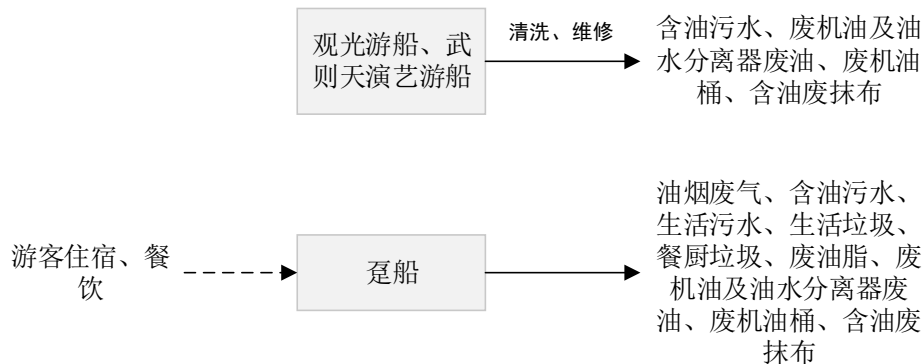 观光游船、武
则天演艺游船
清洗、维修
含油污水、废机油及油
水分离器废油、废机油
桶、含油废抹布
游客住宿、餐
饮
趸船
油烟废气、含油污水、
生活污水、生活垃圾、
餐厨垃圾、废油脂、废
机油及油水分离器废
油、废机油桶、含油废
抹布